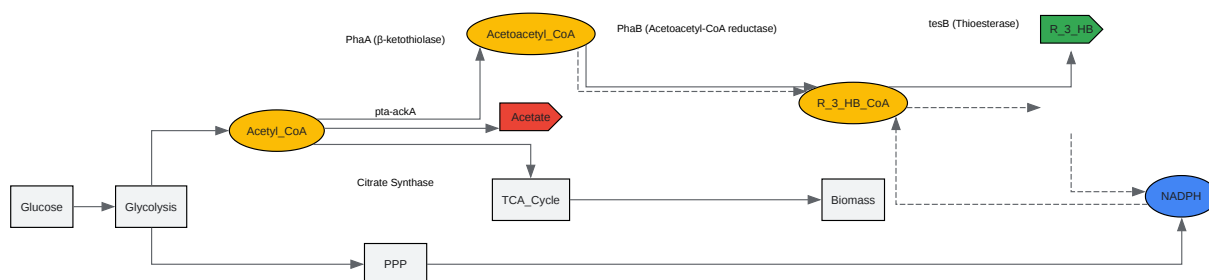 PhaA (β-ketothiolase)
Acetoacetyl_CoA
PhaB (Acetoacetyl-CoA reductase)
tesB (Thioesterase)
R_3_HB
pta-ackA
Acetyl_CoA
Acetate
R_3_HB_CoA
Citrate Synthase
Glucose
Glycolysis
TCA_Cycle
Biomass
NADPH
PPP